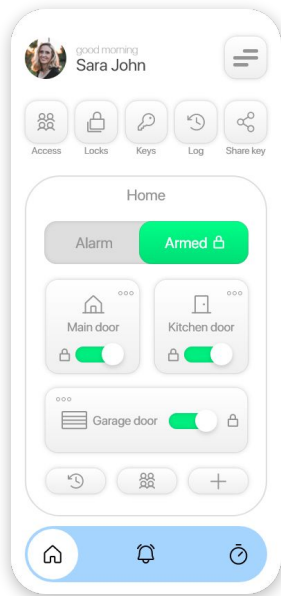 good morning
Sara John
Access Locks Keys Log Share key
Home
Alarm Armed
Main door Kitchen door
Garage door